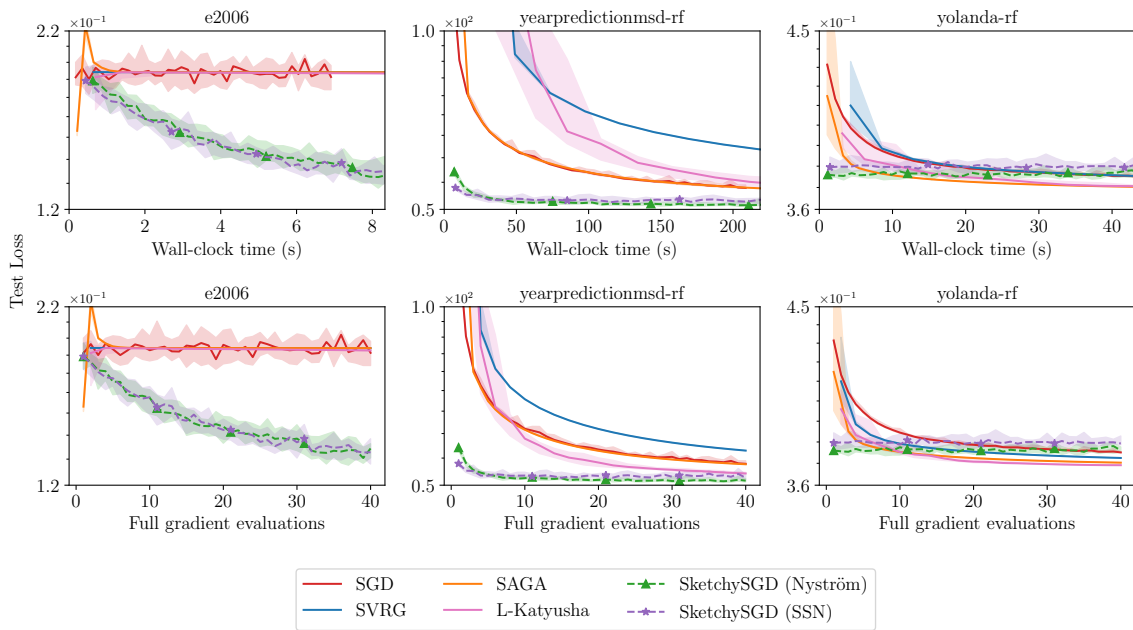 e2006
yearpredictionmsd-rf
yolanda-rf
×10⁻¹
×10²
×10⁻¹
2.2
1.0
4.5
1.2
0.5
3.6
0 2 4 6 8
50 100 150 200
0 10 20 30 40
Wall-clock time (s)
Wall-clock time (s)
Wall-clock time (s)
Test Loss
e2006
yearpredictionmsd-rf
yolanda-rf
×10⁻¹
×10²
×10⁻¹
2.2
1.0
4.5
1.2
0.5
3.6
0 10 20 30 40
0 10 20 30 40
0 10 20 30 40
Full gradient evaluations
Full gradient evaluations
Full gradient evaluations
SGD
SAGA
SketchySGD (Nyström)
SVRG
L-Katyusha
SketchySGD (SSN)